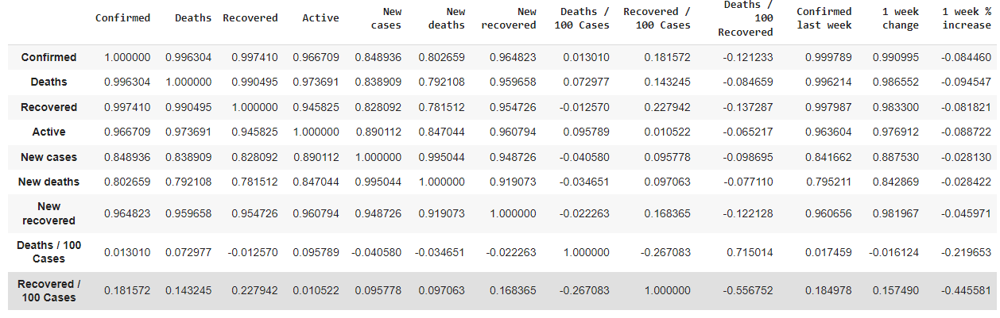 Confirmed Deaths Recovered Active New cases New deaths New recovered Deaths / 100 Cases Recovered / 100 Cases Deaths / 100 Recovered Confirmed last week 1 week change 1 week % increase
Confirmed 1.000000 0.996304 0.997410 0.966709 0.848936 0.802659 0.964823 0.013010 0.181572 -0.121233 0.999789 0.990995 -0.084460
Deaths 0.996304 1.000000 0.990495 0.973691 0.838909 0.792108 0.959658 0.072977 0.143245 -0.084659 0.996214 0.986552 -0.094547
Recovered 0.997410 0.990495 1.000000 0.945825 0.828092 0.781512 0.954726 -0.012570 0.227942 -0.137287 0.997987 0.983300 -0.081821
Active 0.966709 0.973691 0.945825 1.000000 0.890112 0.847044 0.960794 0.095789 0.010522 -0.065217 0.963604 0.976912 -0.088722
New cases 0.848936 0.838909 0.828092 0.890112 1.000000 0.995044 0.948726 -0.040580 0.095778 -0.098695 0.841662 0.887530 -0.028130
New deaths 0.802659 0.792108 0.781512 0.847044 0.995044 1.000000 0.919073 -0.034651 0.097063 -0.077110 0.795211 0.842869 -0.028422
New recovered 0.964823 0.959658 0.954726 0.960794 0.948726 0.919073 1.000000 -0.022263 0.168365 -0.122128 0.960656 0.981967 -0.045971
Deaths / 100 Cases 0.013010 0.072977 -0.012570 0.095789 -0.040580 -0.034651 -0.022263 1.000000 -0.267083 0.715014 0.017459 -0.016124 -0.219653
Recovered / 100 Cases 0.181572 0.143245 0.227942 0.010522 0.095778 0.097063 0.168365 -0.267083 1.000000 -0.556752 0.184978 0.157490 -0.445581